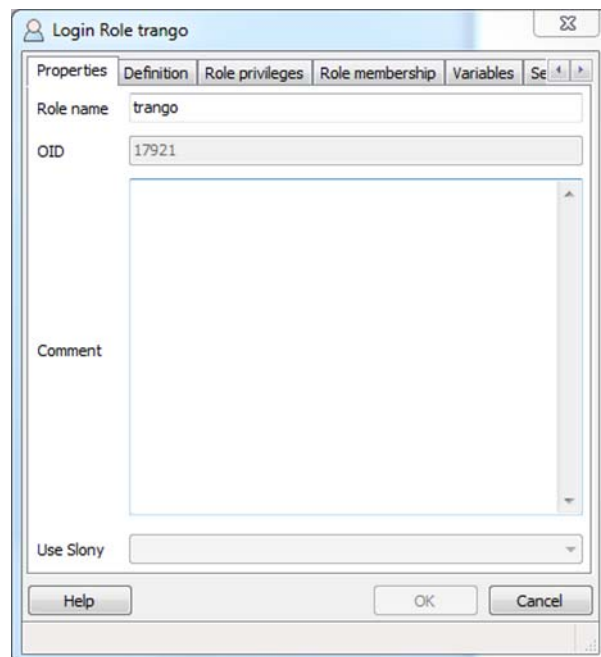 Login Role trango
Properties Definition Role privileges Role membership Variables Se
Role name trango
OID 17921
Comment
Use Slony
Help OK Cancel